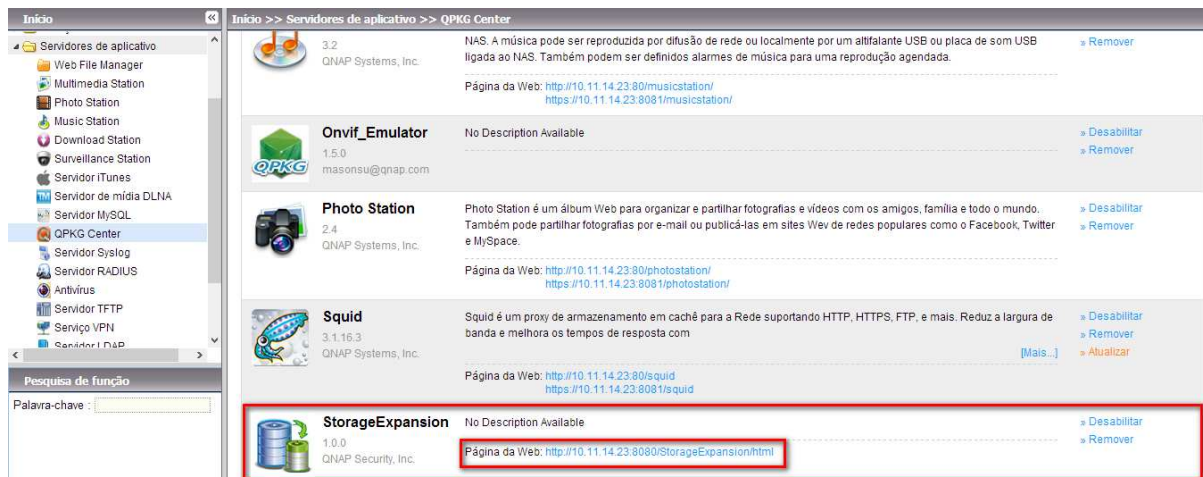 Início
Início >> Servidores de aplicativo >> QPKG Center
Servidores de aplicativo
Web File Manager
Multimedia Station
Photo Station
Music Station
Download Station
Surveillance Station
Servidor iTunes
Servidor de mídia DLNA
Servidor MySQL
QPKG Center
Servidor Syslog
Servidor RADIUS
Antivírus
Servidor TFTP
Serviço VPN
Servidor LDAP
Pesquisa de função
Palavra-chave :
3.2
QNAP Systems, Inc.
NAS. A música pode ser reproduzida por difusão de rede ou localmente por um altifalante USB ou placa de som USB
ligada ao NAS. Também podem ser definidos alarmes de música para uma reprodução agendada.
Página da Web: http://10.11.14.23:80/musicstation/
https://10.11.14.23:8081/musicstation/
» Remover
QPKG
Onvif_Emulator
1.5.0
masonsu@qnap.com
No Description Available
» Desabilitar
» Remover
Photo Station
2.4
QNAP Systems, Inc.
Photo Station é um álbum Web para organizar e partilhar fotografias e vídeos com os amigos, família e todo o mundo.
Também pode partilhar fotografias por e-mail ou publicá-las em sites Wev de redes populares como o Facebook, Twitter
e MySpace.
Página da Web: http://10.11.14.23:80/photostation/
https://10.11.14.23:8081/photostation/
» Desabilitar
» Remover
Squid
3.1.16.3
QNAP Systems, Inc.
Squid é um proxy de armazenamento em cachê para a Rede suportando HTTP, HTTPS, FTP, e mais. Reduz a largura de
banda e melhora os tempos de resposta com
[Mais...]
Página da Web: http://10.11.14.23:80/squid
https://10.11.14.23:8081/squid
» Desabilitar
» Remover
» Atualizar
StorageExpansion
1.0.0
QNAP Security, Inc.
No Description Available
Página da Web: http://10.11.14.23:8080/StorageExpansion/html
» Desabilitar
» Remover